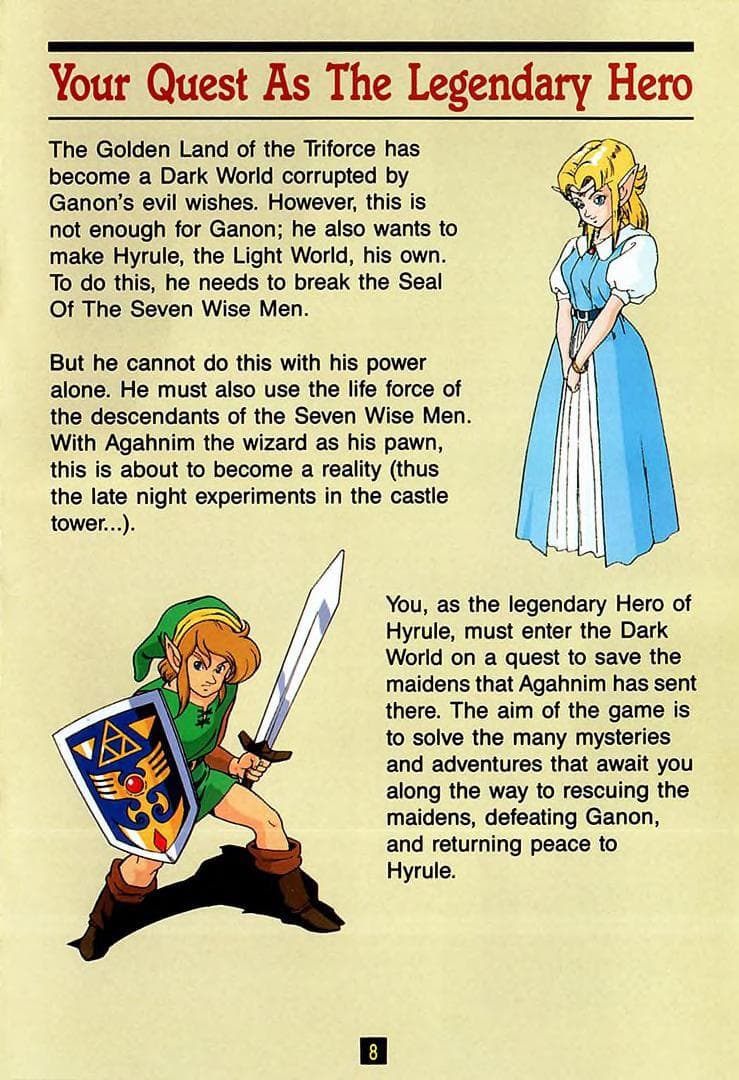 Your Quest As The Legendary Hero
The Golden Land of the Triforce has
become a Dark World corrupted by
Ganon's evil wishes. However, this is
not enough for Ganon; he also wants to
make Hyrule, the Light World, his own.
To do this, he needs to break the Seal
Of The Seven Wise Men.
But he cannot do this with his power
alone. He must also use the life force of
the descendants of the Seven Wise Men.
With Agahnim the wizard as his pawn,
this is about to become a reality (thus
the late night experiments in the castle
tower...).
You, as the legendary Hero of
Hyrule, must enter the Dark
World on a quest to save the
maidens that Agahnim has sent
there. The aim of the game is
to solve the many mysteries
and adventures that await you
along the way to rescuing the
maidens, defeating Ganon,
and returning peace to
Hyrule.
8